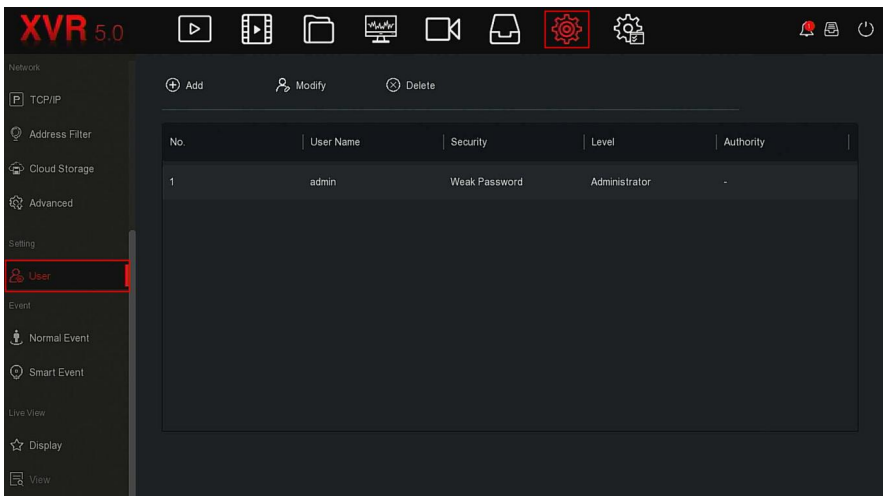 XVR 5.0
Network
P TCP/IP
Address Filter
Cloud Storage
Advanced
Setting
User
Event
Normal Event
Smart Event
Live View
Display
View
Add Modify Delete
No. User Name Security Level Authority
1 admin Weak Password Administrator -